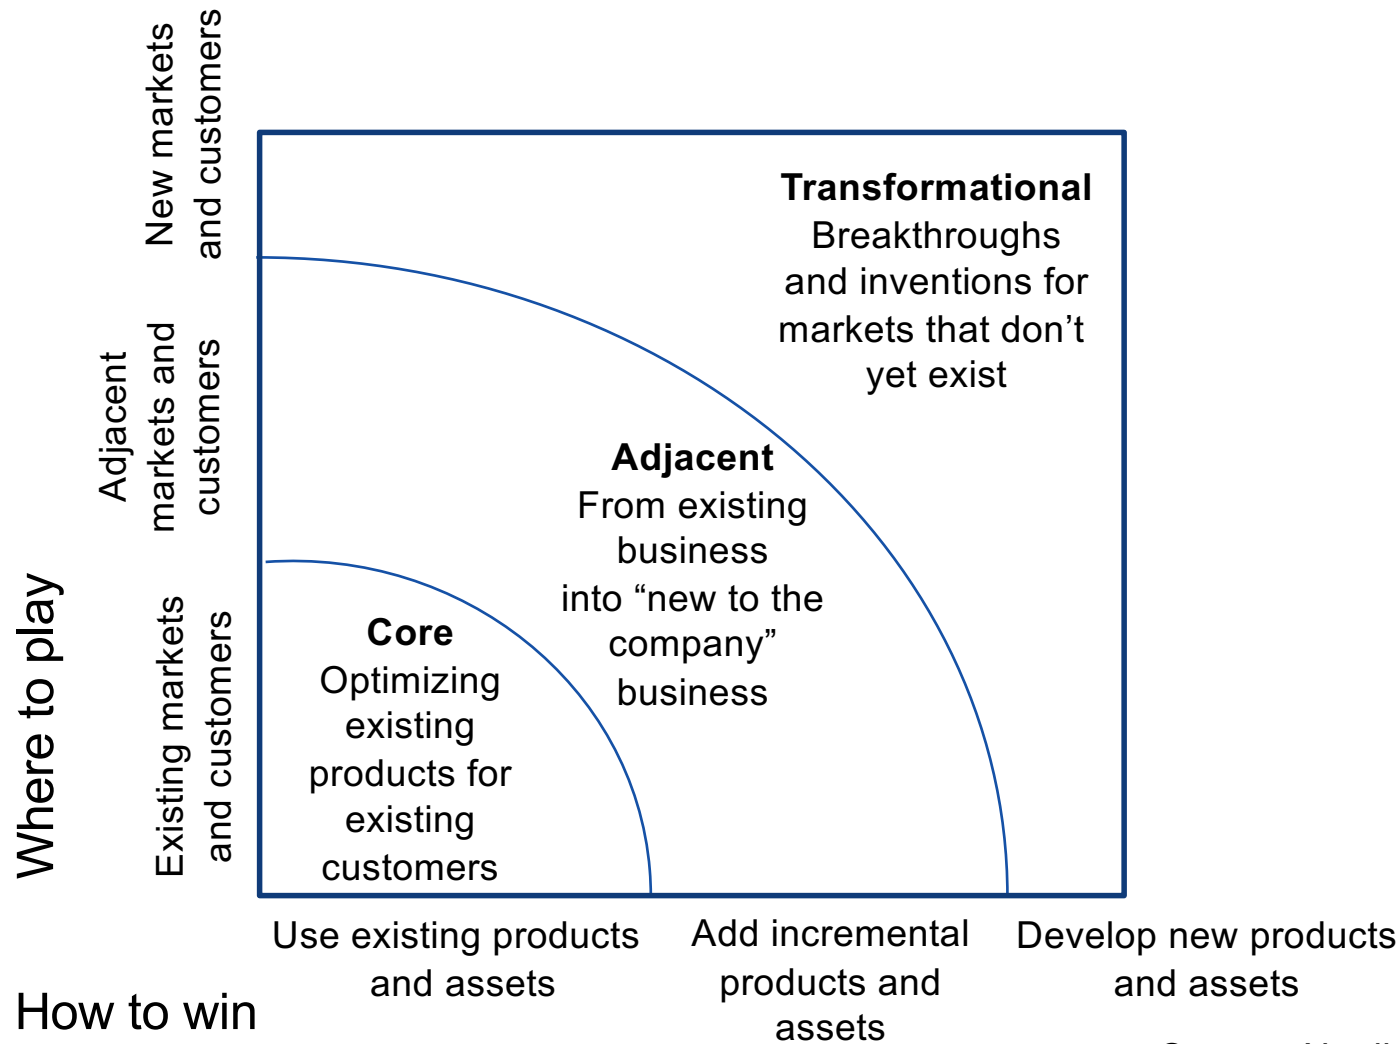 New markets
and customers
Adjacent
markets and
customers
Existing markets
and customers
Where to play
Transformational
Breakthroughs
and inventions for
markets that don’t
yet exist
Adjacent
From existing
business
into “new to the
company”
business
Core
Optimizing
existing
products for
existing
customers
Use existing products
and assets
Add incremental
products and
assets
Develop new products
and assets
How to win